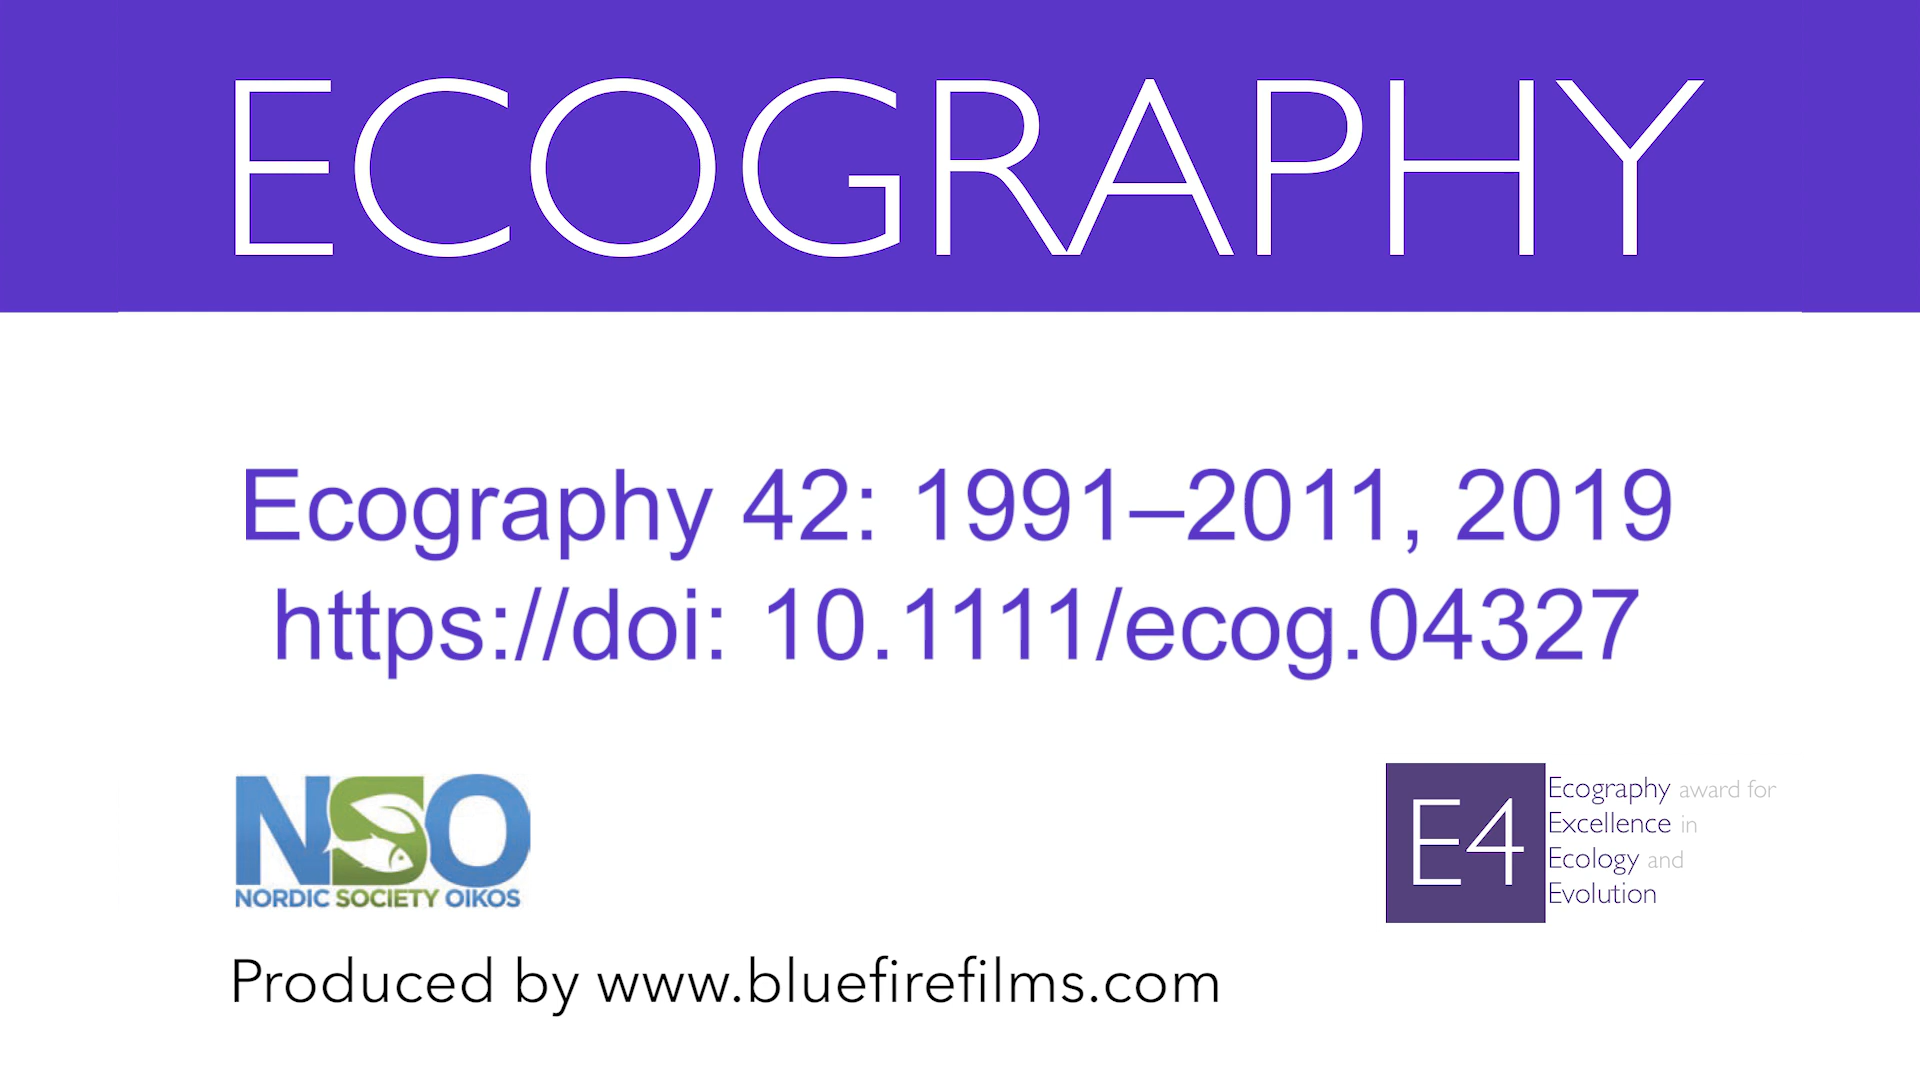 ECOGRAPHY
Ecography 42: 1991–2011, 2019
https://doi: 10.1111/ecog.04327
NSO
NORDIC SOCIETY OIKOS
E4
Ecography award for
Excellence in
Ecology and
Evolution
Produced by www.bluefirefilms.com